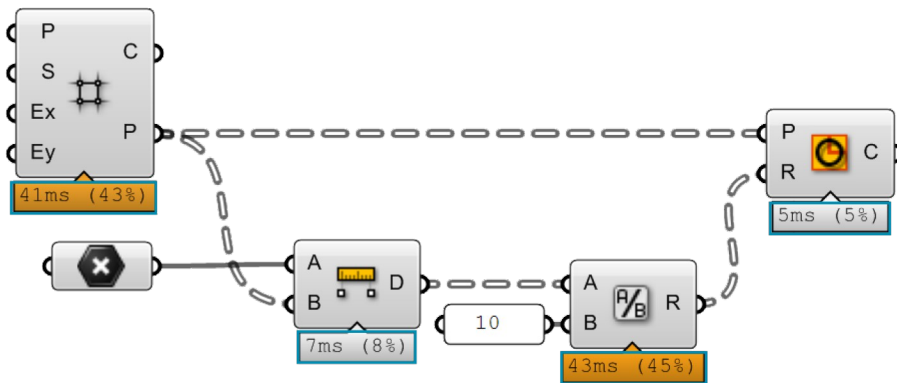 P
S
Ex
Ey
C
P
41ms (43%)
A
B
D
7ms (8%)
10
A
B
A/B
R
43ms (45%)
P
R
C
5ms (5%)